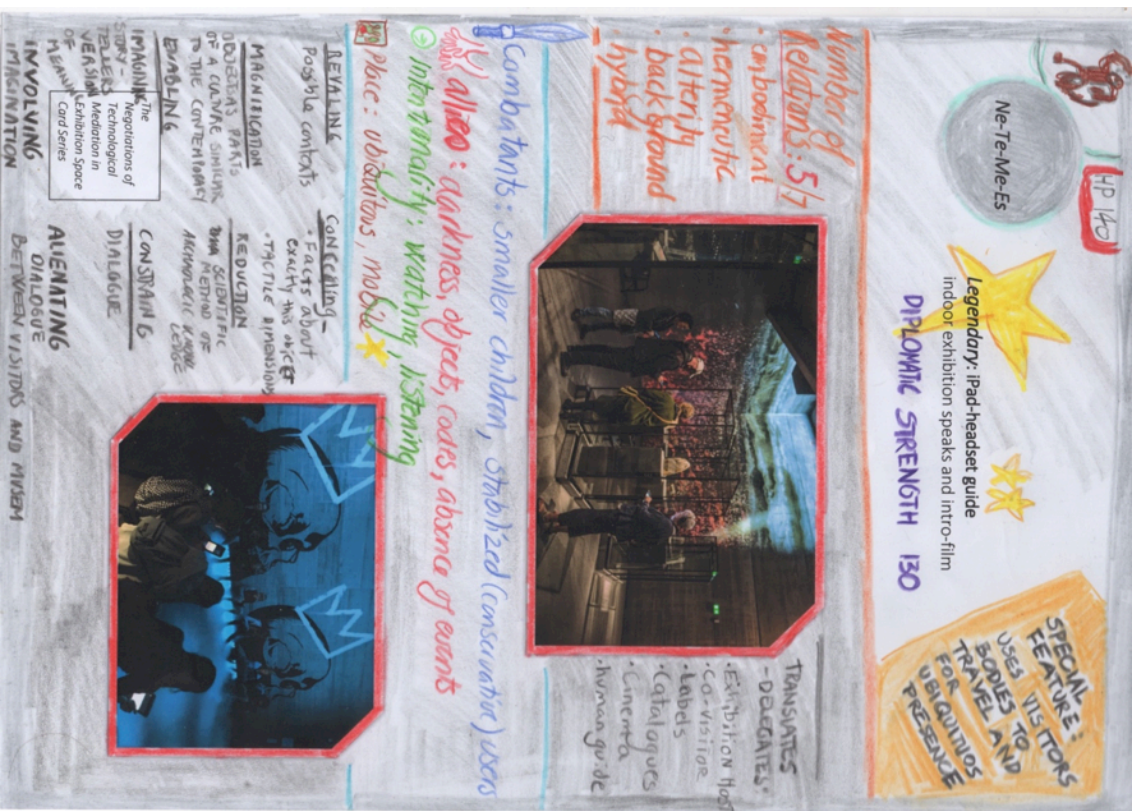 HP 140
Ne-Te-Me-Es
Legendary: iPad-headset guide
indoor exhibition speaks and intro-film
DIPLOMATIC STRENGTH 130
SPECIAL
FEATURE:
USES VISITORS
BODIES TO
TRAVEL AND
FOR
UBIQUITUOS
PRESENCE
Number of
Relations: 5/7
• embodiment
• hermeneutic
• alterity
• background
• hybrid
TRANSLATES
-DELEGATES-
• Exhibition Host
• Co-visitor
• Labels
• Catalogues
• Cinema
• human guide
Combatants: smaller children, stabilized (conservative) users
allied: darkness, objects, codes, absence of events
intentionality: watching, listening
Place: ubiquitous, mobile
REVEALING
Possible contexts
MAGNIFICATION
OBJECT AS PARTS
OF A CULTURE SIMILAR
TO THE CONTEMPORARY
ENABLING
IMAGINING
STORY-
TELLERS
VERSION
OF MEANING
The
Negotiations of
Technological
Mediation in
Exhibition Space
Card Series
INVOLVING
IMAGINATION
CONCEALING-
• Facts about
exactly this object
• TACTILE DIMENSIONS
REDUCTION
SCIENTIFIC
METHOD OF
CONSTRAINING
DIALOGUE
ALIENATING
DIALOGUE
BETWEEN VISITORS AND MUSEUM